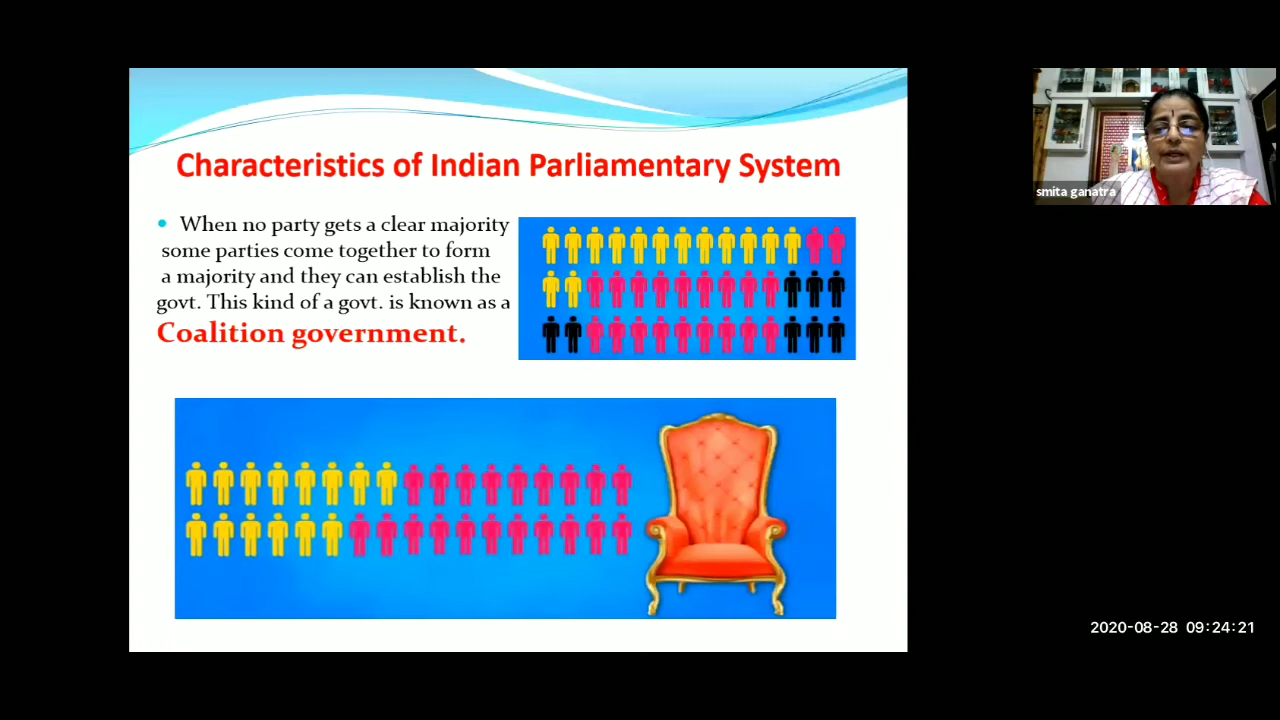 Characteristics of Indian Parliamentary System
When no party gets a clear majority
some parties come together to form
a majority and they can establish the
govt. This kind of a govt. is known as a
Coalition government.
smita ganatra
2020-08-28 09:24:21